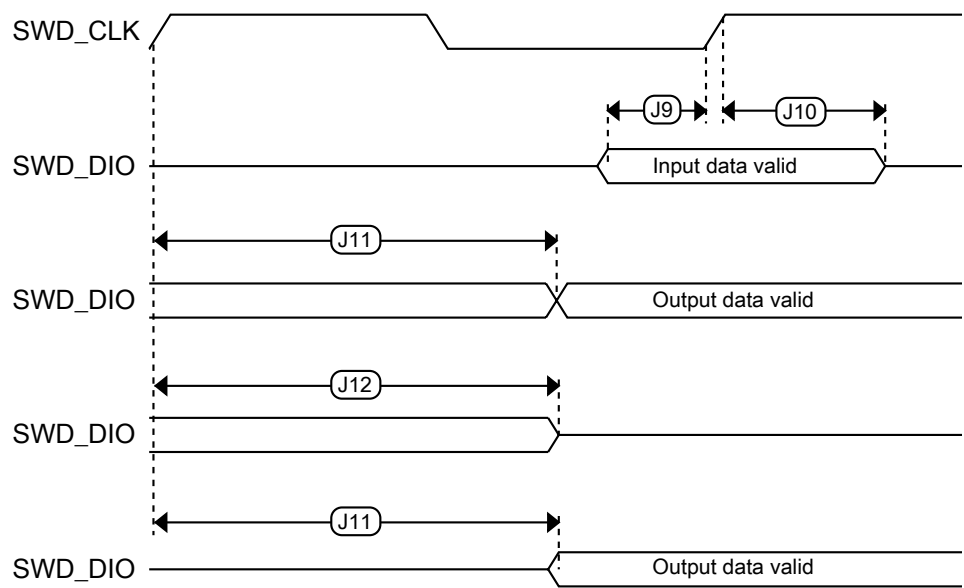 SWD_CLK
J9
J10
SWD_DIO
Input data valid
J11
SWD_DIO
Output data valid
J12
SWD_DIO
J11
SWD_DIO
Output data valid